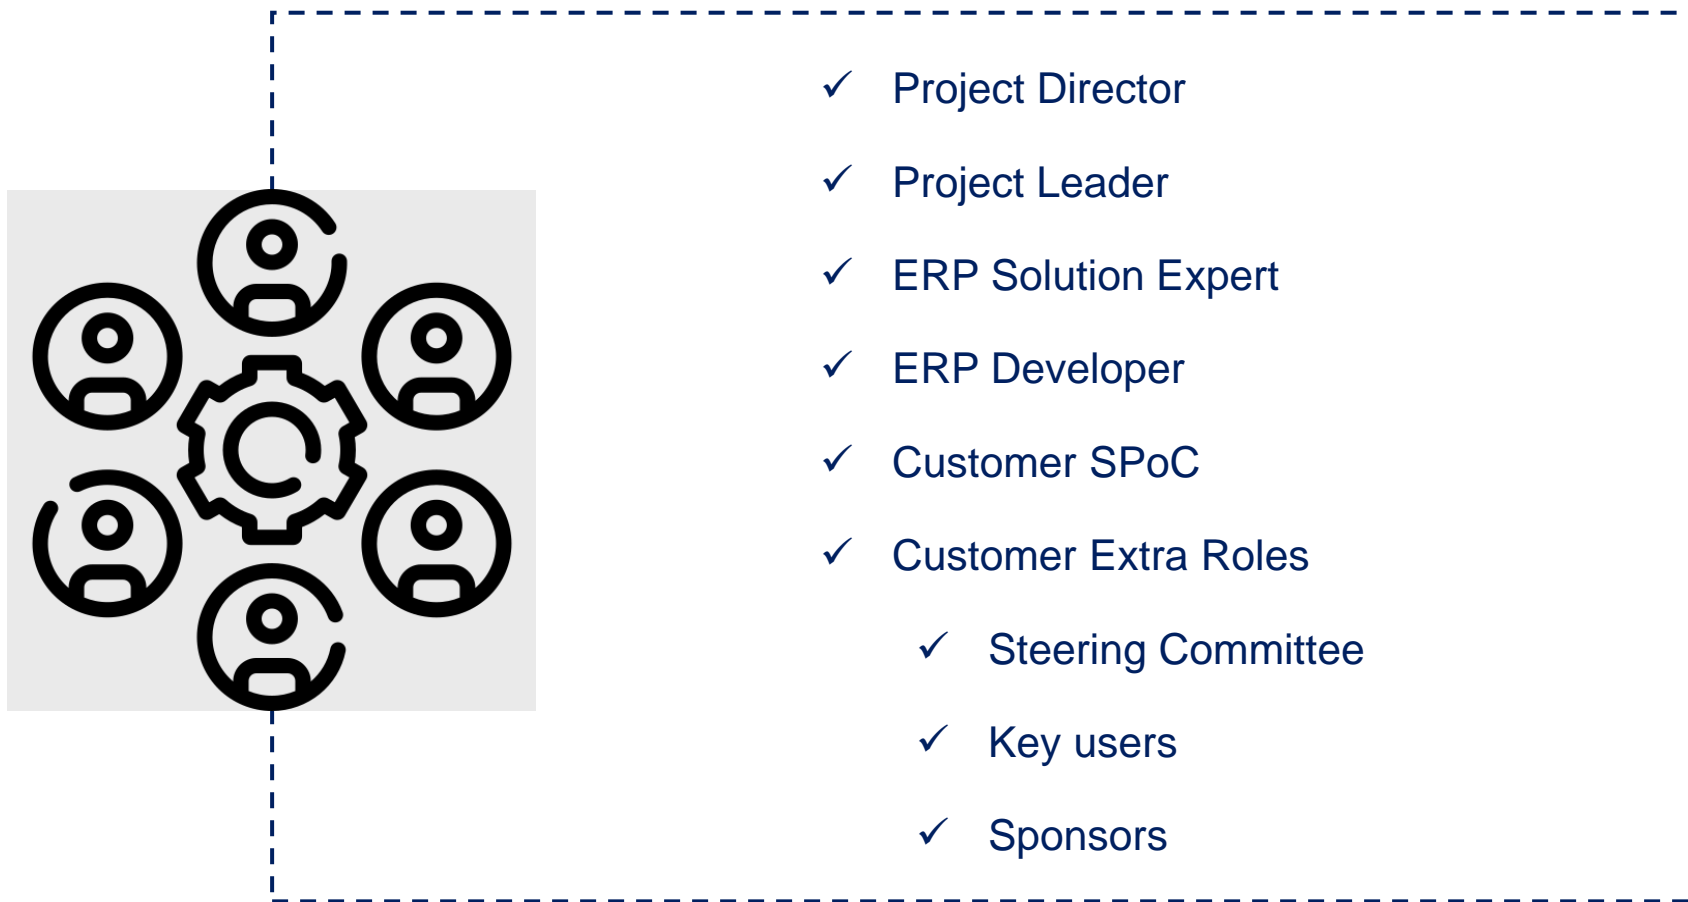 ✓ Project Director
✓ Project Leader
✓ ERP Solution Expert
✓ ERP Developer
✓ Customer SPoC
✓ Customer Extra Roles
✓ Steering Committee
✓ Key users
✓ Sponsors